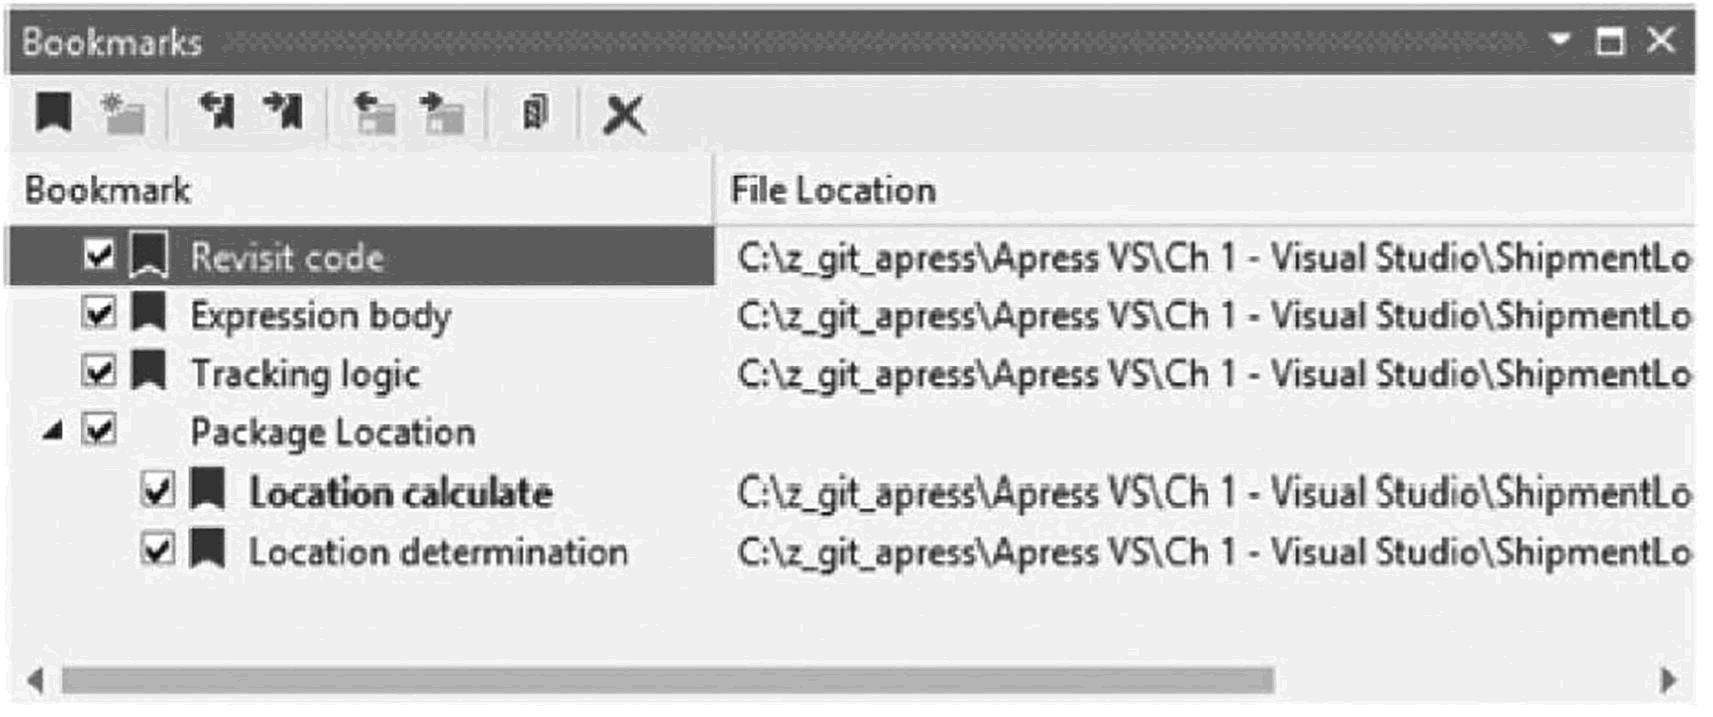 Bookmarks
Bookmark File Location
Revisit code C:\z_git_apress\Apress VS\Ch 1 - Visual Studio\ShipmentLo
Expression body C:\z_git_apress\Apress VS\Ch 1 - Visual Studio\ShipmentLo
Tracking logic C:\z_git_apress\Apress VS\Ch 1 - Visual Studio\ShipmentLo
Package Location
Location calculate C:\z_git_apress\Apress VS\Ch 1 - Visual Studio\ShipmentLo
Location determination C:\z_git_apress\Apress VS\Ch 1 - Visual Studio\ShipmentLo